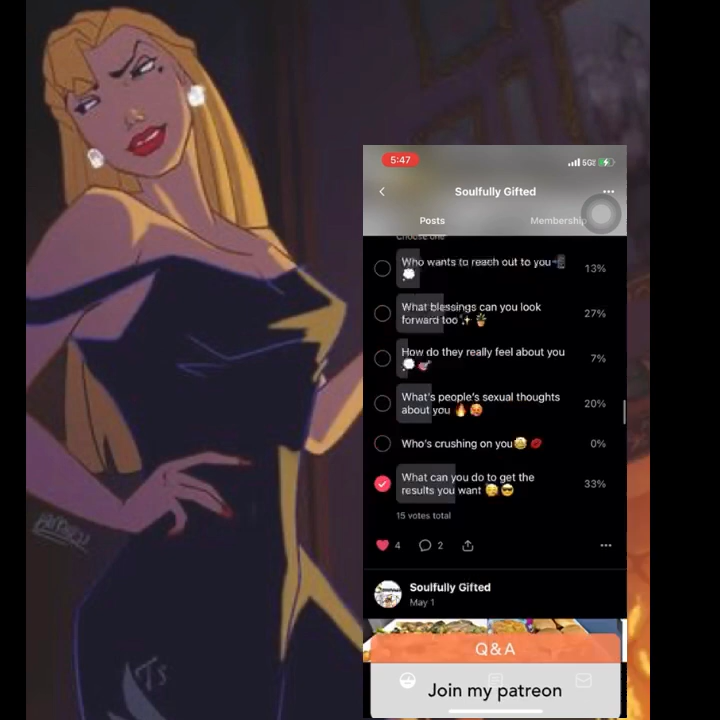 5:47
5G
Soulfully Gifted
Posts
Membership
Choose one
Who wants to reach out to you
13%
What blessings can you look
forward too
27%
How do they really feel about you
7%
What's people's sexual thoughts
about you
20%
Who's crushing on you
0%
What can you do to get the
results you want
33%
15 votes total
4
2
Soulfully Gifted
May 1
Q&A
Join my patreon